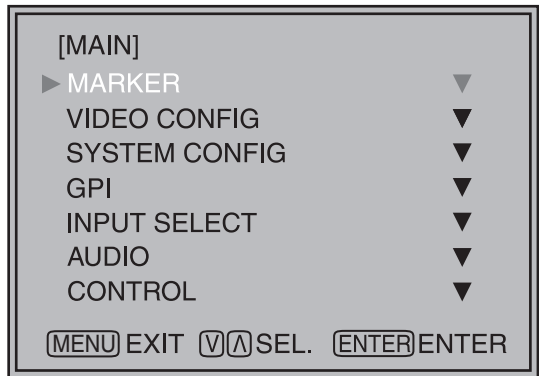 [MAIN]
▶ MARKER ▼
VIDEO CONFIG ▼
SYSTEM CONFIG ▼
GPI ▼
INPUT SELECT ▼
AUDIO ▼
CONTROL ▼
MENU EXIT V Λ SEL. ENTER ENTER